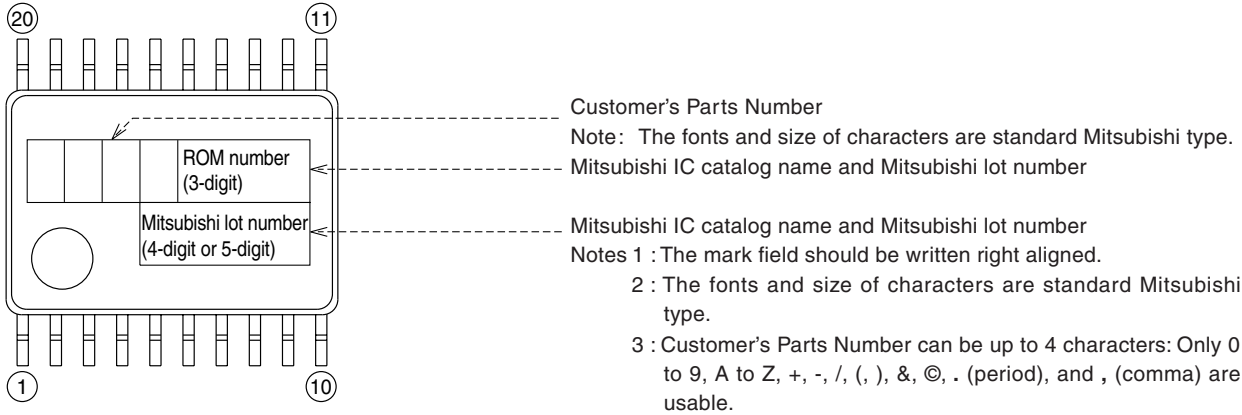 20
11
Customer's Parts Number
Note: The fonts and size of characters are standard Mitsubishi type.
Mitsubishi IC catalog name and Mitsubishi lot number
ROM number
(3-digit)
Mitsubishi lot number
(4-digit or 5-digit)
Mitsubishi IC catalog name and Mitsubishi lot number
Notes 1 : The mark field should be written right aligned.
2 : The fonts and size of characters are standard Mitsubishi
type.
3 : Customer's Parts Number can be up to 4 characters: Only 0
to 9, A to Z, +, -, /, (, ), &, ©, . (period), and , (comma) are
usable.
1
10